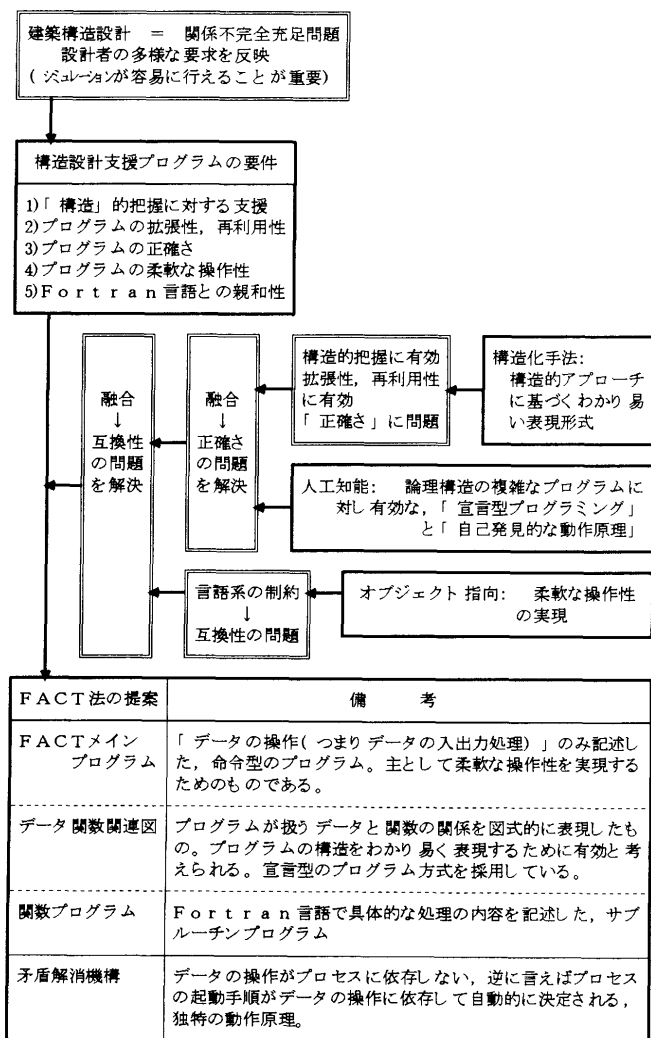 建築構造設計 = 関係不完全充足問題
設計者の多様な要求を反映
(シミュレーションが容易に行えることが重要)
構造設計支援プログラムの要件
1)「構造」的把握に対する支援
2)プログラムの拡張性,再利用性
3)プログラムの正確さ
4)プログラムの柔軟な操作性
5)Fortran言語との親和性
融合
↓
互換性
の問題
を解決
融合
↓
正確さ
の問題
を解決
構造的把握に有効
拡張性,再利用性
に有効
「正確さ」に問題
構造化手法:
構造的アプローチ
に基づくわかり易
い表現形式
人工知能: 論理構造の複雑なプログラムに
対し有効な,「宣言型プログラミング」
と「自己発見的な動作原理」
言語系の制約
↓
互換性の問題
オブジェクト指向: 柔軟な操作性
の実現
FACT法の提案
備 考
FACTメイン
プログラム
「データの操作(つまりデータの入出力処理)」のみ記述し
た,命令型のプログラム。主として柔軟な操作性を実現する
ためのものである。
データ関数関連図
プログラムが扱うデータと関数の関係を図式的に表現したも
の。プログラムの構造をわかり易く表現するために有効と考
えられる。宣言型のプログラム方式を採用している。
関数プログラム
Fortran言語で具体的な処理の内容を記述した,サブ
ルーチンプログラム
矛盾解消機構
データの操作がプロセスに依存しない,逆に言えばプロセス
の起動手順がデータの操作に依存して自動的に決定される,
独特の動作原理。